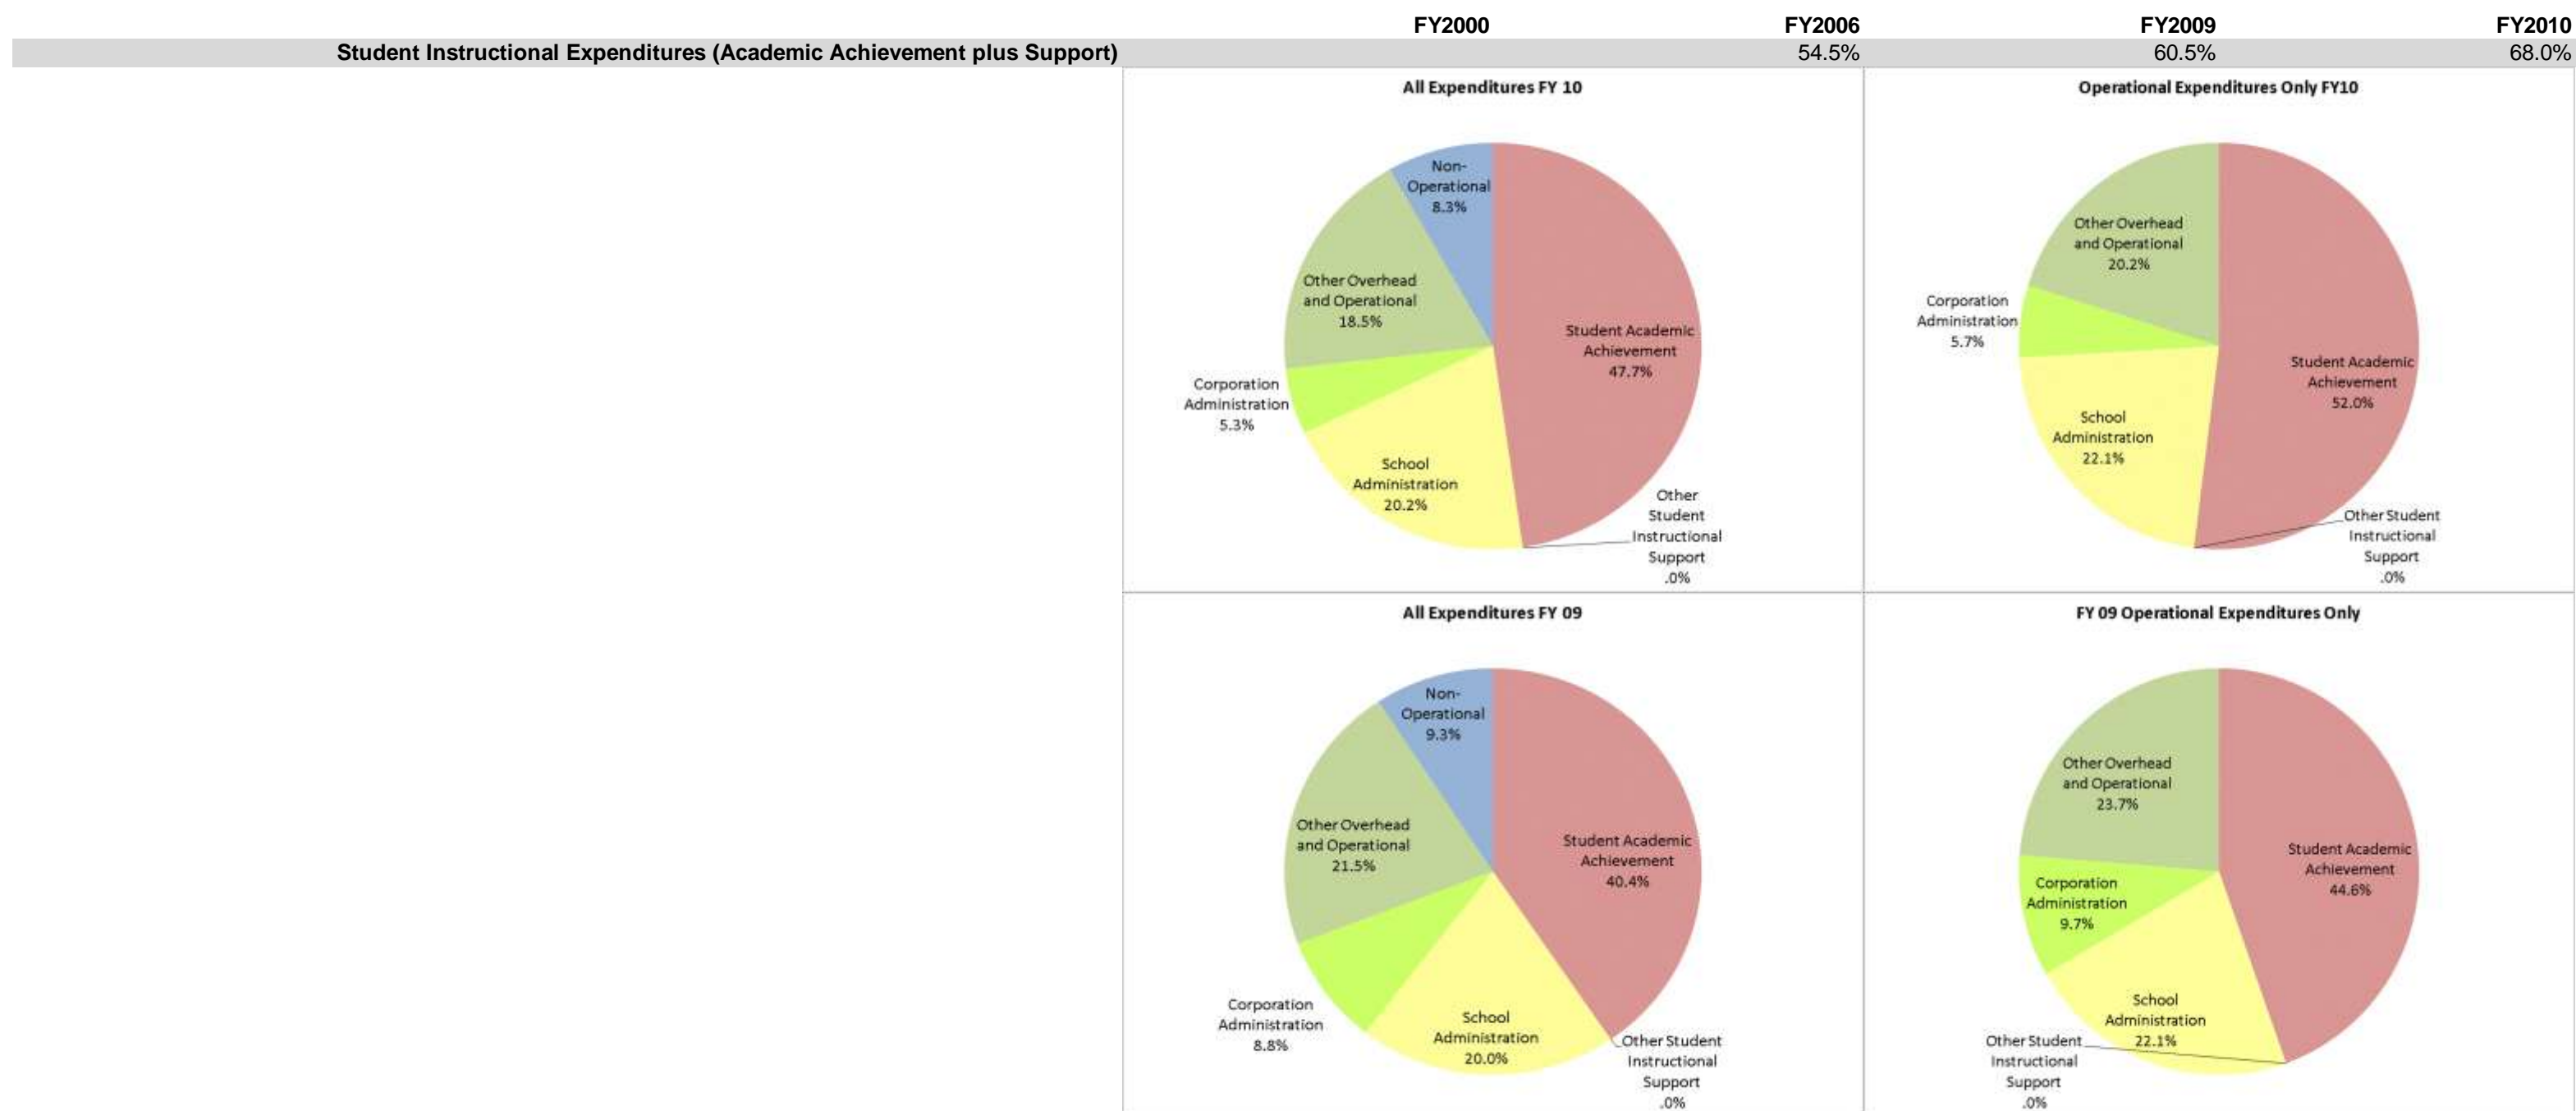 FY2000 FY2006 FY2009 FY2010
Student Instructional Expenditures (Academic Achievement plus Support) 54.5% 60.5% 68.0%
All Expenditures FY 10
Non-
Operational
8.3%
Other Overhead
and Operational
18.5%
Student Academic
Achievement
47.7%
Corporation
Administration
5.3%
School
Administration
20.2%
Other
Student
Instructional
Support
.0%
Operational Expenditures Only FY10
Other Overhead
and Operational
20.2%
Corporation
Administration
5.7%
Student Academic
Achievement
52.0%
School
Administration
22.1%
Other Student
Instructional
Support
.0%
All Expenditures FY 09
Non-
Operational
9.3%
Other Overhead
and Operational
21.5%
Student Academic
Achievement
40.4%
Corporation
Administration
8.8%
School
Administration
20.0%
Other Student
Instructional
Support
.0%
FY 09 Operational Expenditures Only
Other Overhead
and Operational
23.7%
Student Academic
Achievement
44.6%
Corporation
Administration
9.7%
School
Administration
22.1%
Other Student
Instructional
Support
.0%